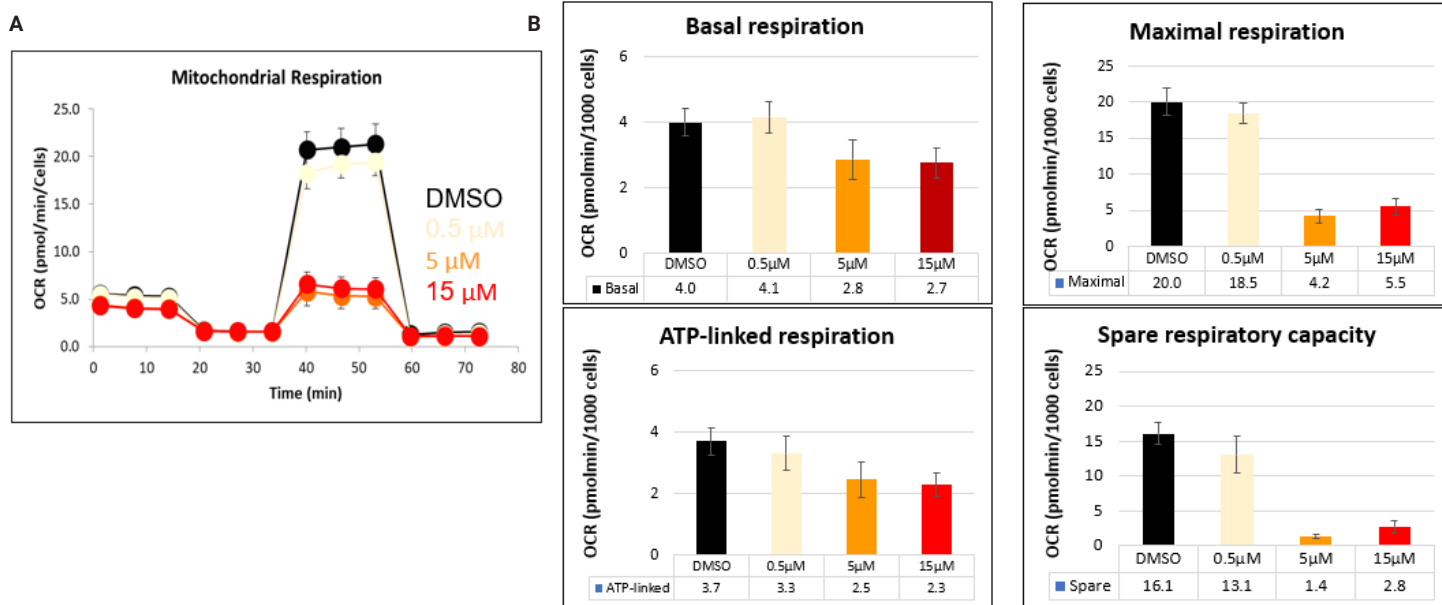 A
Mitochondrial Respiration
OCR (pmol/min/Cells)
25.0
20.0
15.0
10.0
5.0
0.0
0 10 20 30 40 50 60 70 80
Time (min)
DMSO
0.5 μM
5 μM
15 μM
B
Basal respiration
OCR (pmolmin/1000 cells)
6
4
2
0
DMSO 0.5μM 5μM 15μM
Basal 4.0 4.1 2.8 2.7
Maximal respiration
OCR (pmolmin/1000 cells)
25
20
15
10
5
0
DMSO 0.5μM 5μM 15μM
Maximal 20.0 18.5 4.2 5.5
ATP-linked respiration
OCR (pmolmin/1000 cells)
6
4
2
0
DMSO 0.5μM 5μM 15μM
ATP-linked 3.7 3.3 2.5 2.3
Spare respiratory capacity
OCR (pmolmin/1000 cells)
25
20
15
10
5
0
DMSO 0.5μM 5μM 15μM
Spare 16.1 13.1 1.4 2.8